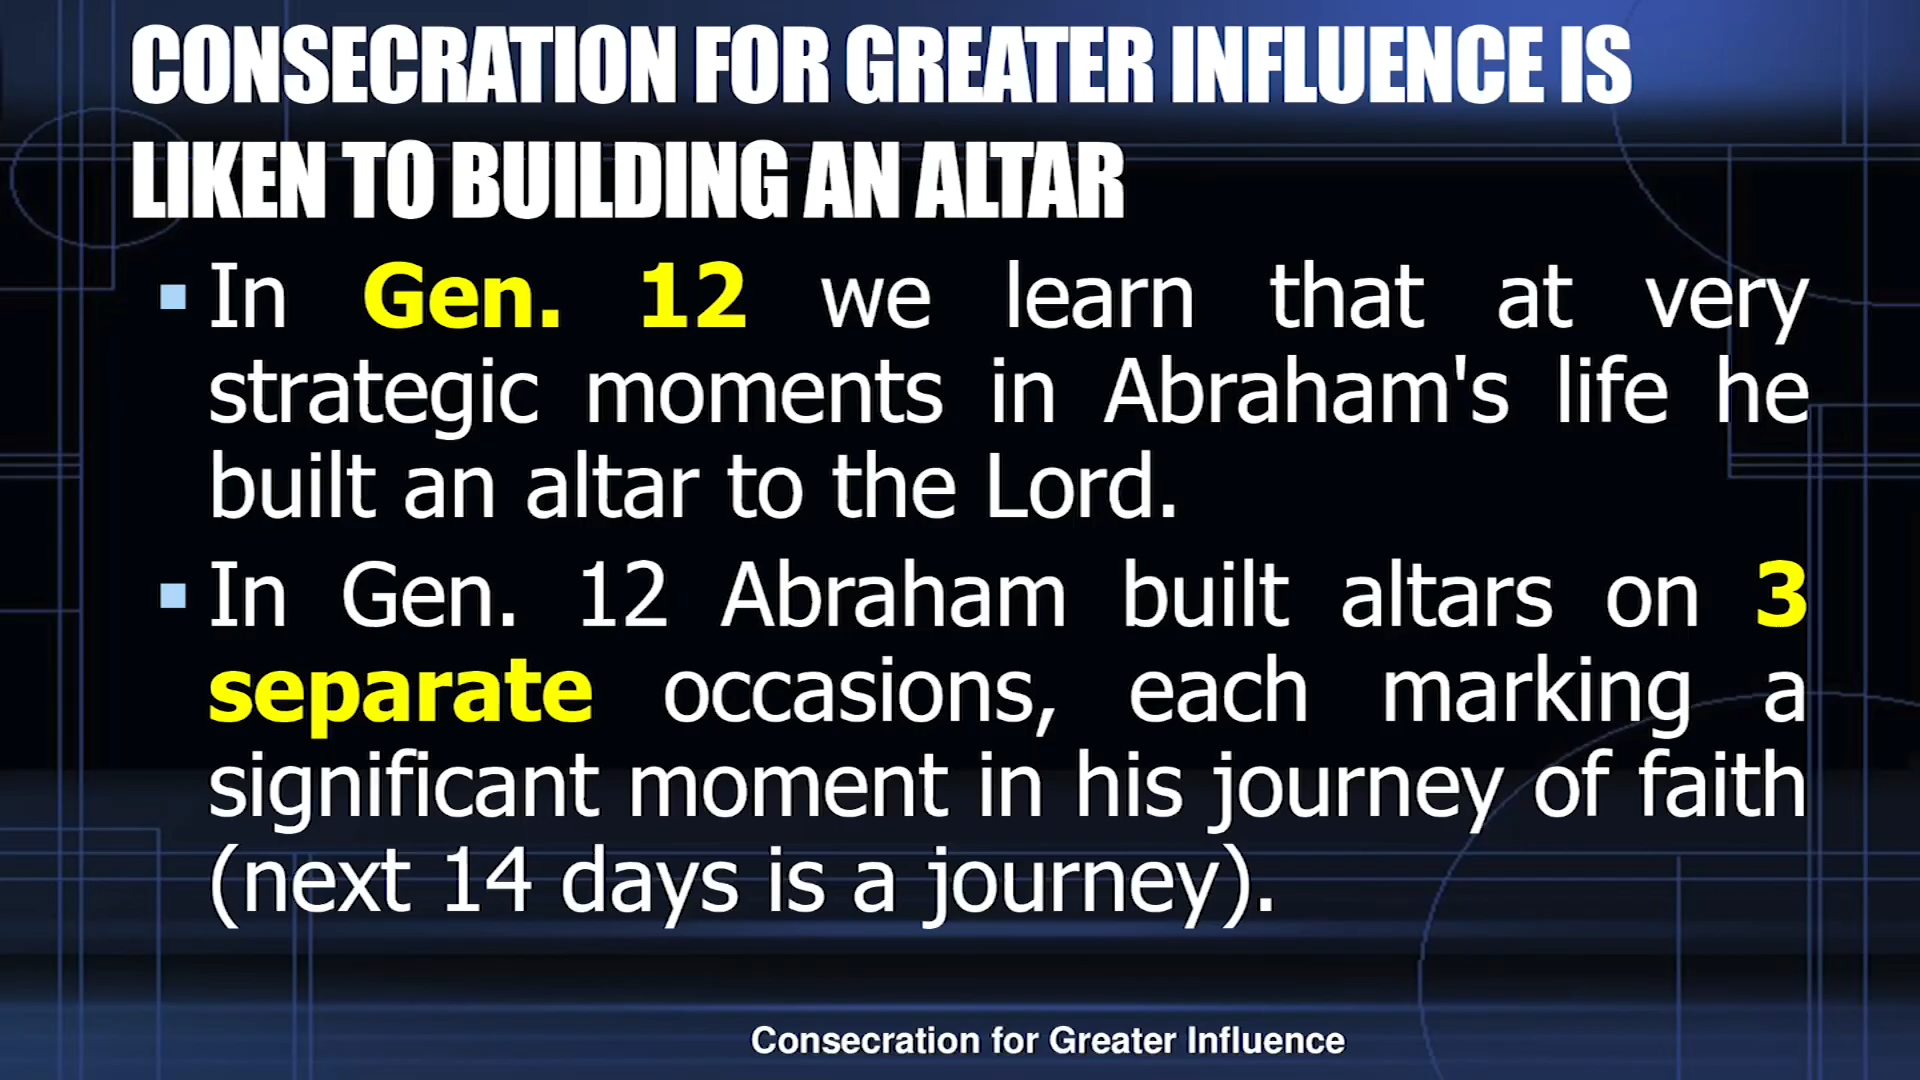 CONSECRATION FOR GREATER INFLUENCE IS
LIKEN TO BUILDING AN ALTAR
▪ In Gen. 12 we learn that at very
strategic moments in Abraham's life he
built an altar to the Lord.
▪ In Gen. 12 Abraham built altars on 3
separate occasions, each marking a
significant moment in his journey of faith
(next 14 days is a journey).
Consecration for Greater Influence